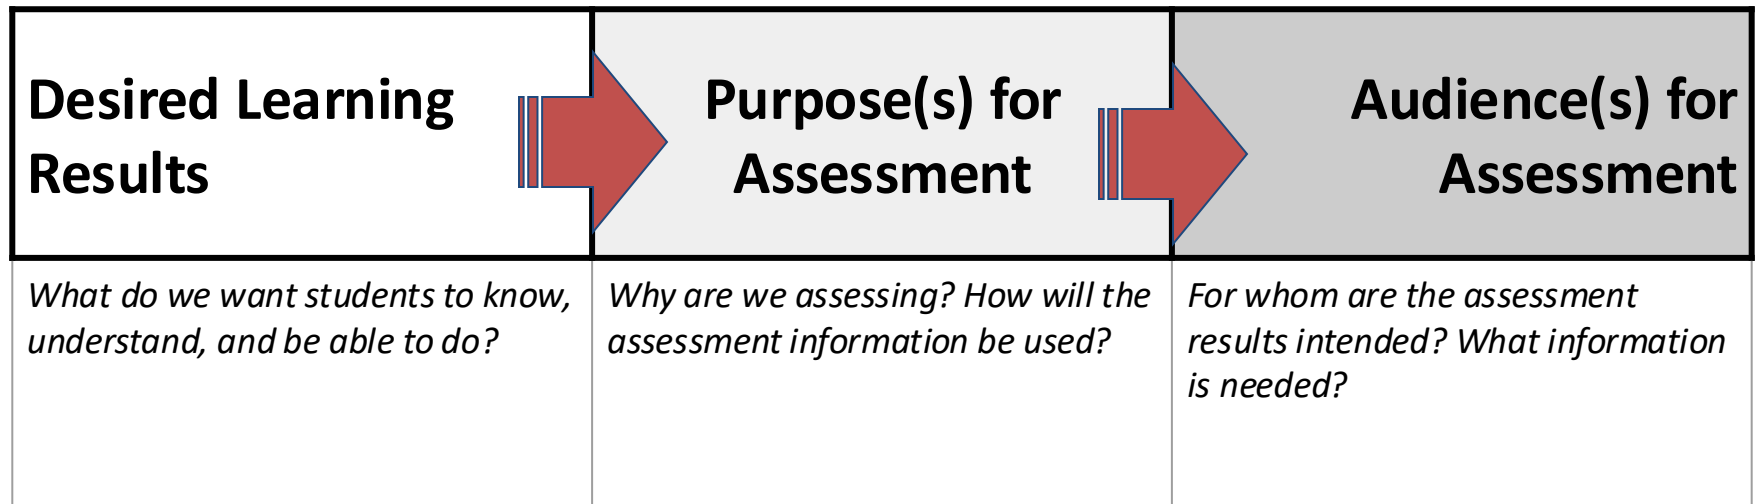 Desired Learning
Results
Purpose(s) for
Assessment
Audience(s) for
Assessment
What do we want students to know,
understand, and be able to do?
Why are we assessing? How will the
assessment information be used?
For whom are the assessment
results intended? What information
is needed?